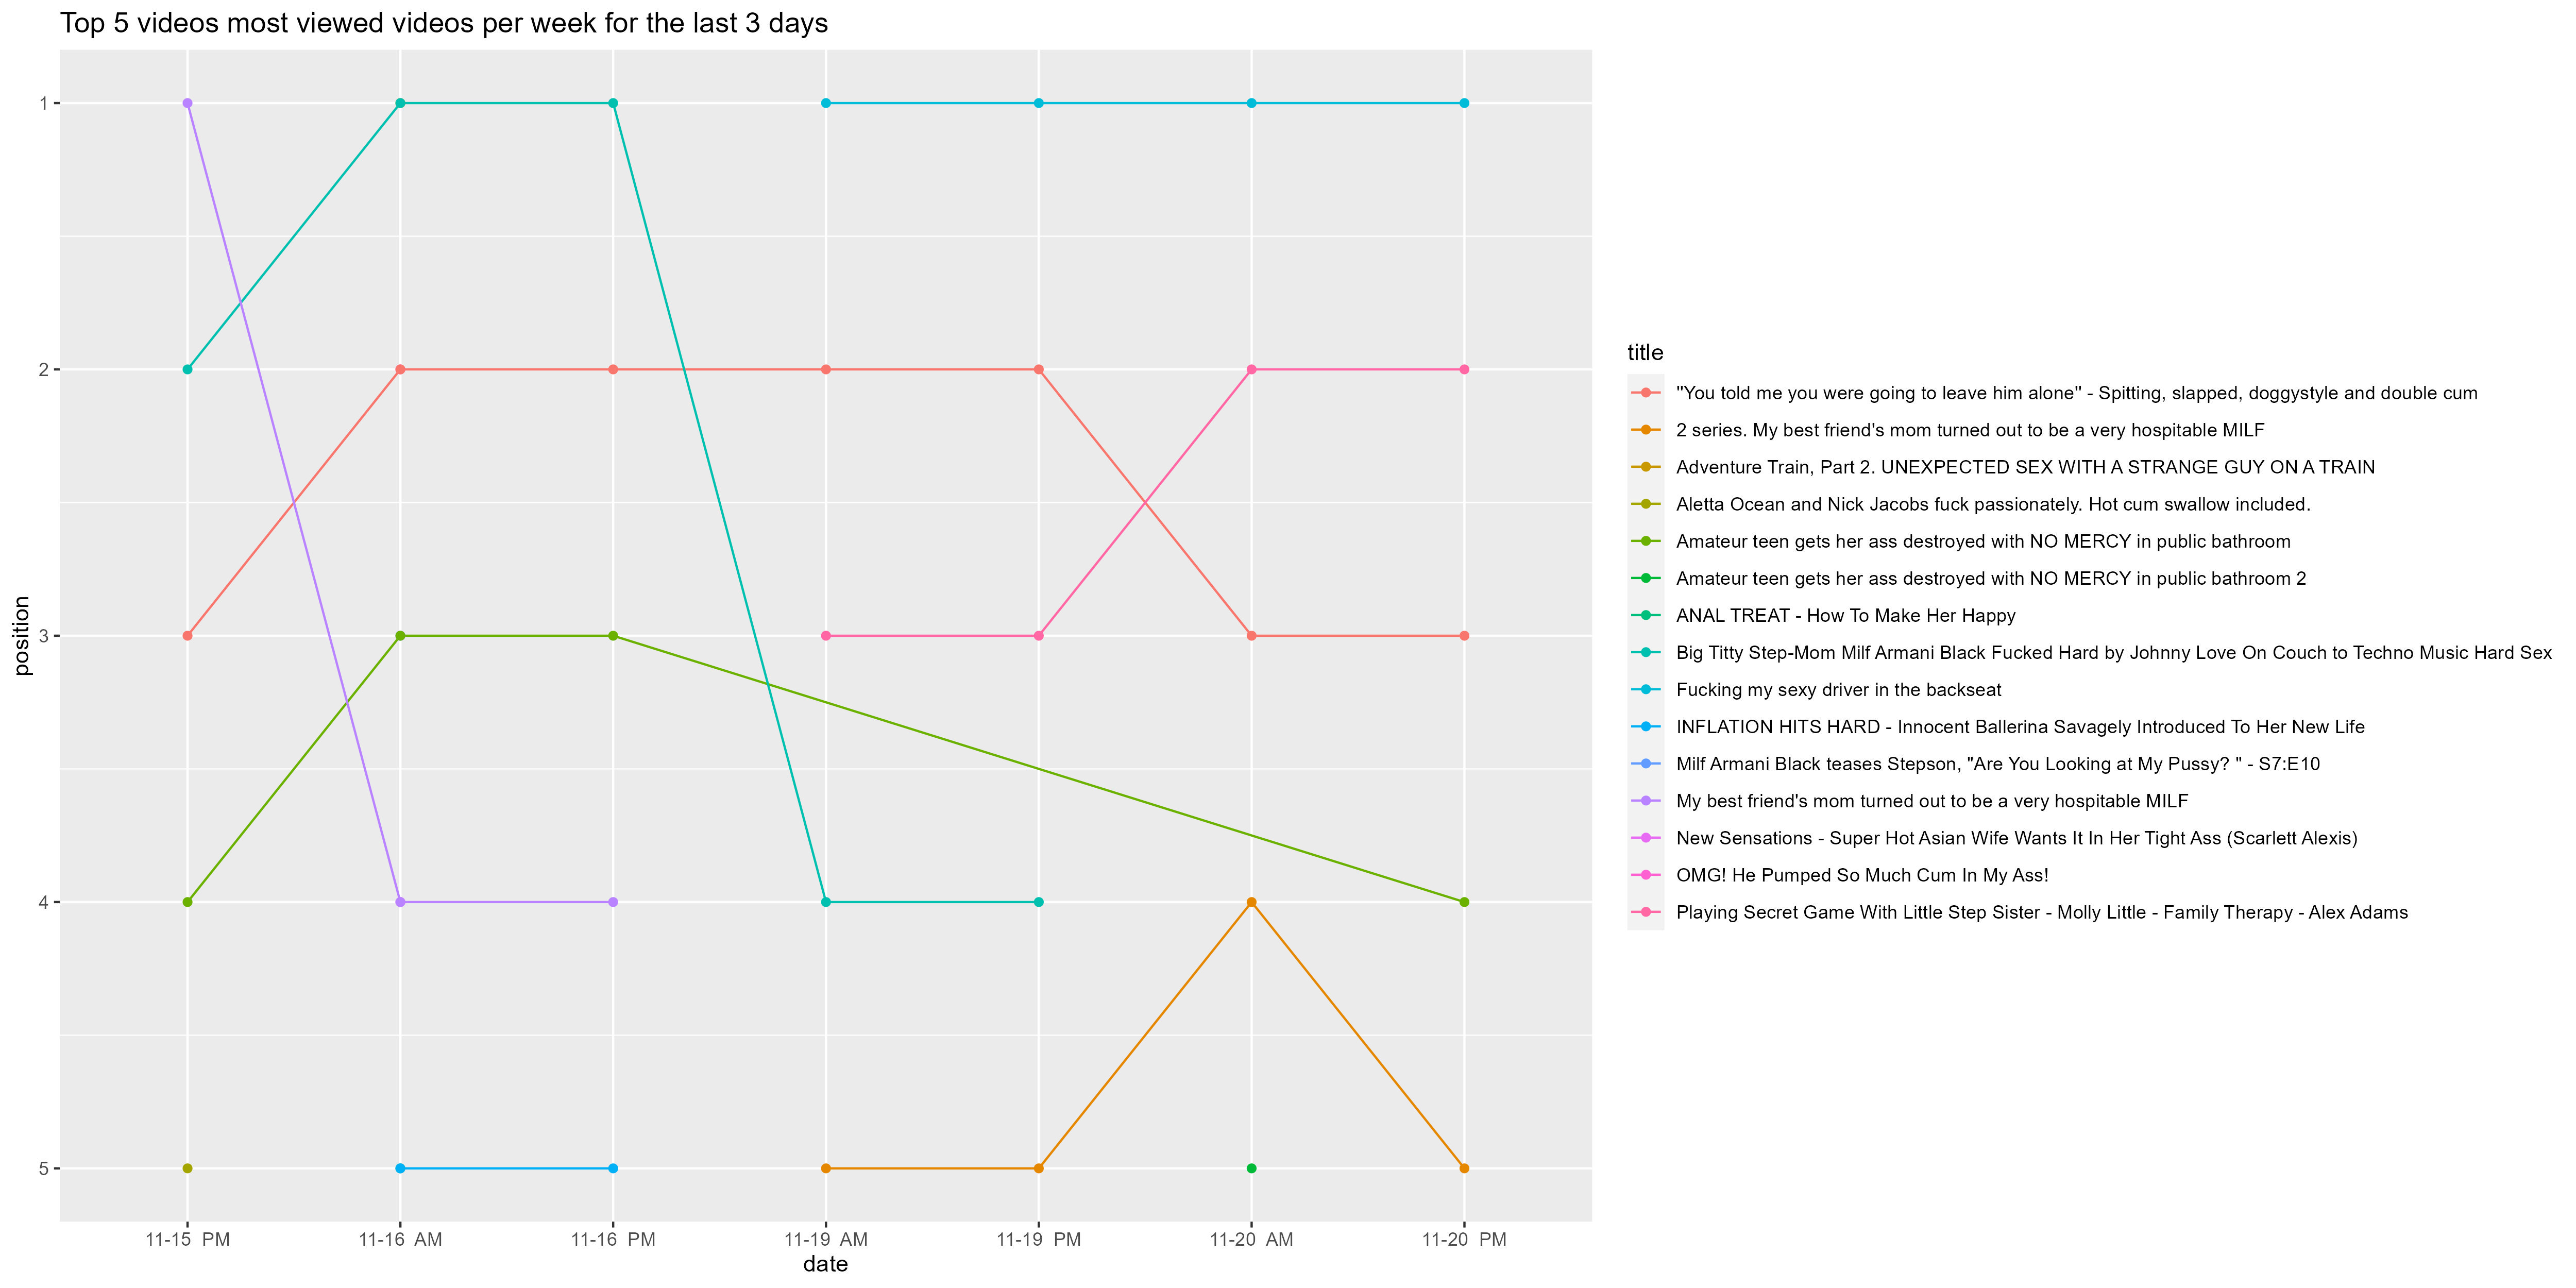 Top 5 videos most viewed videos per week for the last 3 days
position
1
2
3
4
5
11-15 PM
11-16 AM
11-16 PM
11-19 AM
11-19 PM
11-20 AM
11-20 PM
date
title
"You told me you were going to leave him alone" - Spitting, slapped, doggystyle and double cum
2 series. My best friend's mom turned out to be a very hospitable MILF
Adventure Train, Part 2. UNEXPECTED SEX WITH A STRANGE GUY ON A TRAIN
Aletta Ocean and Nick Jacobs fuck passionately. Hot cum swallow included.
Amateur teen gets her ass destroyed with NO MERCY in public bathroom
Amateur teen gets her ass destroyed with NO MERCY in public bathroom 2
ANAL TREAT - How To Make Her Happy
Big Titty Step-Mom Milf Armani Black Fucked Hard by Johnny Love On Couch to Techno Music Hard Sex
Fucking my sexy driver in the backseat
INFLATION HITS HARD - Innocent Ballerina Savagely Introduced To Her New Life
Milf Armani Black teases Stepson, "Are You Looking at My Pussy? " - S7:E10
My best friend's mom turned out to be a very hospitable MILF
New Sensations - Super Hot Asian Wife Wants It In Her Tight Ass (Scarlett Alexis)
OMG! He Pumped So Much Cum In My Ass!
Playing Secret Game With Little Step Sister - Molly Little - Family Therapy - Alex Adams